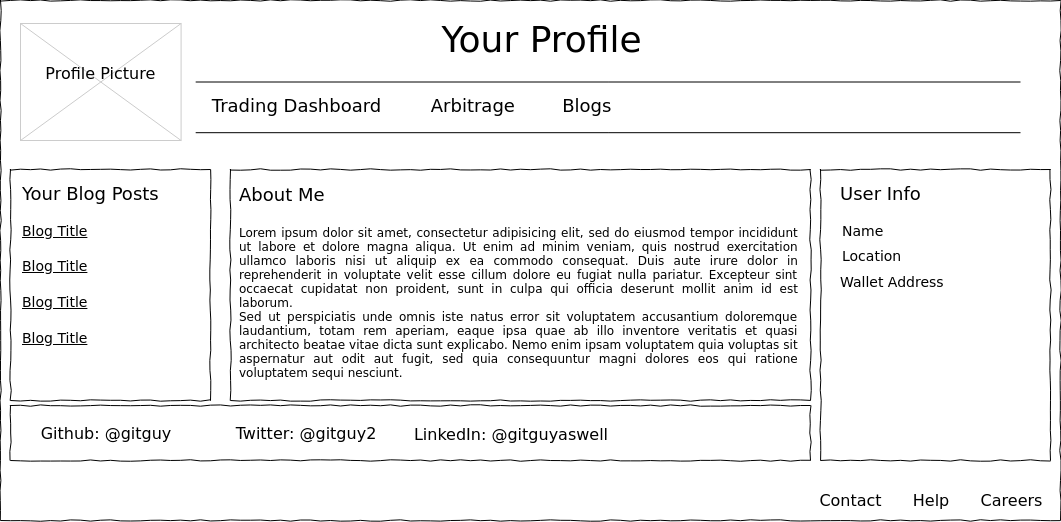 Your Profile
Profile Picture
Trading Dashboard Arbitrage Blogs
Your Blog Posts
Blog Title
Blog Title
Blog Title
Blog Title
About Me
Lorem ipsum dolor sit amet, consectetur adipisicing elit, sed do eiusmod tempor incididunt
ut labore et dolore magna aliqua. Ut enim ad minim veniam, quis nostrud exercitation
ullamco laboris nisi ut aliquip ex ea commodo consequat. Duis aute irure dolor in
reprehenderit in voluptate velit esse cillum dolore eu fugiat nulla pariatur. Excepteur sint
occaecat cupidatat non proident, sunt in culpa qui officia deserunt mollit anim id est
laborum.
Sed ut perspiciatis unde omnis iste natus error sit voluptatem accusantium doloremque
laudantium, totam rem aperiam, eaque ipsa quae ab illo inventore veritatis et quasi
architecto beatae vitae dicta sunt explicabo. Nemo enim ipsam voluptatem quia voluptas sit
aspernatur aut odit aut fugit, sed quia consequuntur magni dolores eos qui ratione
voluptatem sequi nesciunt.
User Info
Name
Location
Wallet Address
Github: @gitguy Twitter: @gitguy2 LinkedIn: @gitguyaswell
Contact Help Careers